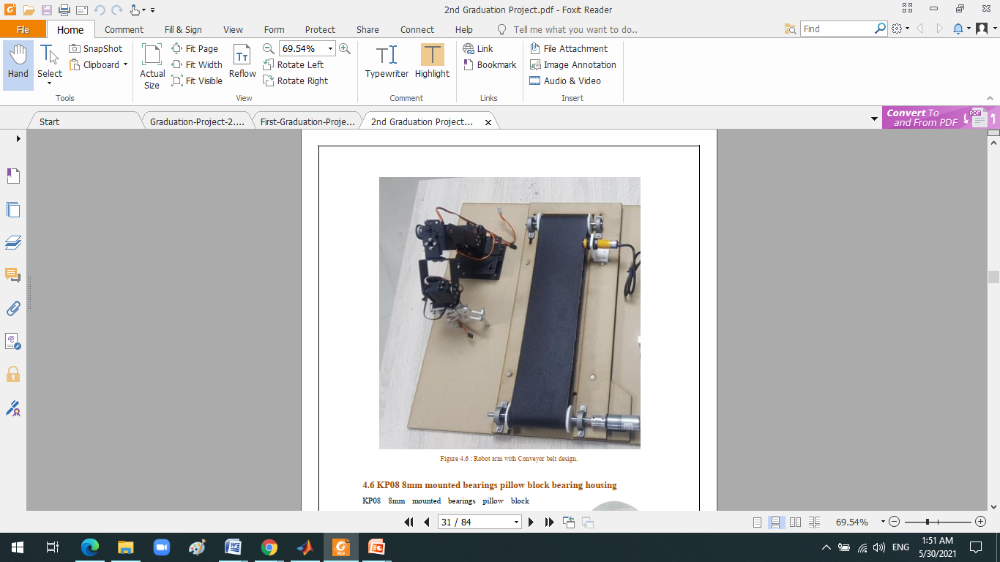 2nd Graduation Project.pdf - Foxit Reader
File Home Comment Fill & Sign View Form Protect Share Connect Help Tell me what you want to do.. Find
Hand
Select
SnapShot
Clipboard
Tools
Actual
Size
Fit Page
Fit Width
Fit Visible
Reflow
69.54%
Rotate Left
Rotate Right
View
Typewriter
Highlight
Comment
Link
Bookmark
Links
File Attachment
Image Annotation
Audio & Video
Insert
Start Graduation-Project-2.... First-Graduation-Proje... 2nd Graduation Project...
Convert To
and From PDF
PDF
Figure 4.6 : Robot arm with Conveyor belt design.
4.6 KP08 8mm mounted bearings pillow block bearing housing
KP08 8mm mounted bearings pillow block
31 / 84
69.54%
ENG
1:51 AM
5/30/2021